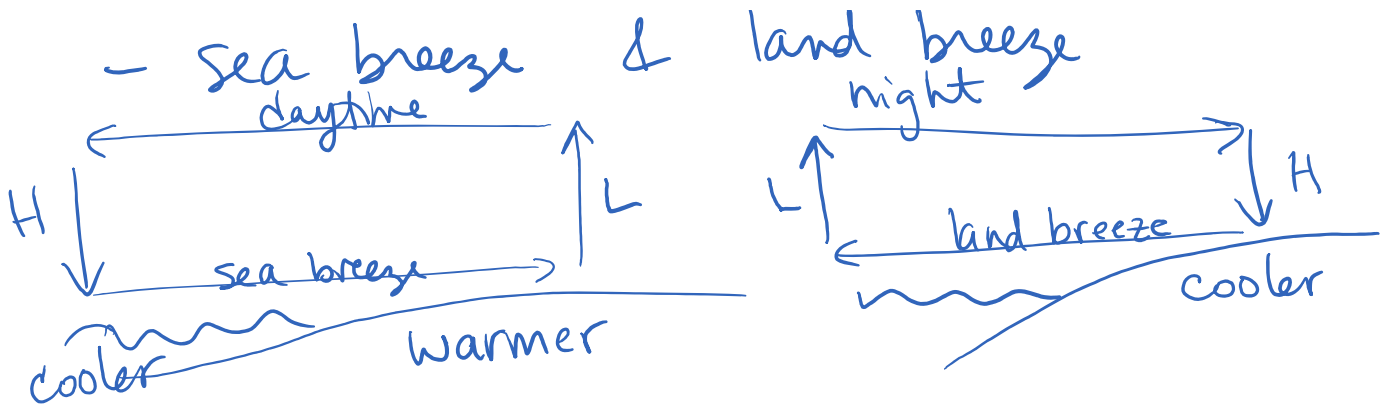 - sea breeze & land breeze
daytime
H
L
sea breeze
cooler
warmer
night
L
H
land breeze
cooler